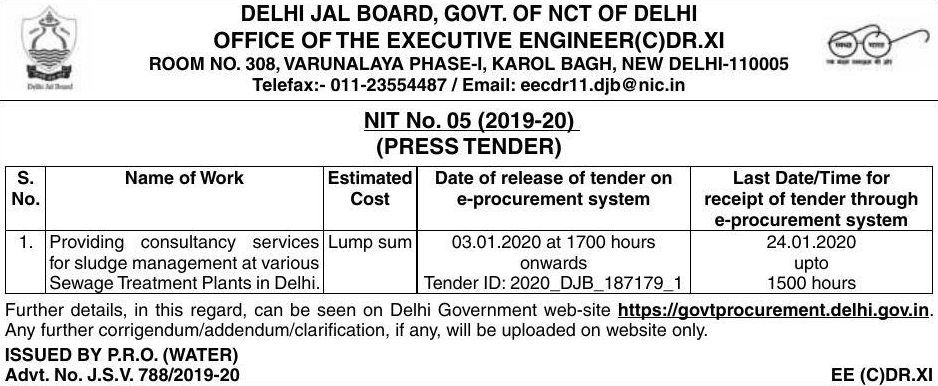 DELHI JAL BOARD, GOVT. OF NCT OF DELHI
OFFICE OF THE EXECUTIVE ENGINEER(C)DR.XI
ROOM NO. 308, VARUNALAYA PHASE-I, KAROL BAGH, NEW DELHI-110005
Telefax:- 011-23554487 / Email: eecdr11.djb@nic.in
Delhi Jal Board
स्वच्छ भारत
एक कदम स्वच्छता की ओर
NIT No. 05 (2019-20)
(PRESS TENDER)
S. No.
Name of Work
Estimated Cost
Date of release of tender on e-procurement system
Last Date/Time for receipt of tender through e-procurement system
1.
Providing consultancy services
for sludge management at various
Sewage Treatment Plants in Delhi.
Lump sum
03.01.2020 at 1700 hours
onwards
Tender ID: 2020_DJB_187179_1
24.01.2020
upto
1500 hours
Further details, in this regard, can be seen on Delhi Government web-site https://govtprocurement.delhi.gov.in.
Any further corrigendum/addendum/clarification, if any, will be uploaded on website only.
ISSUED BY P.R.O. (WATER)
Advt. No. J.S.V. 788/2019-20
EE (C)DR.XI